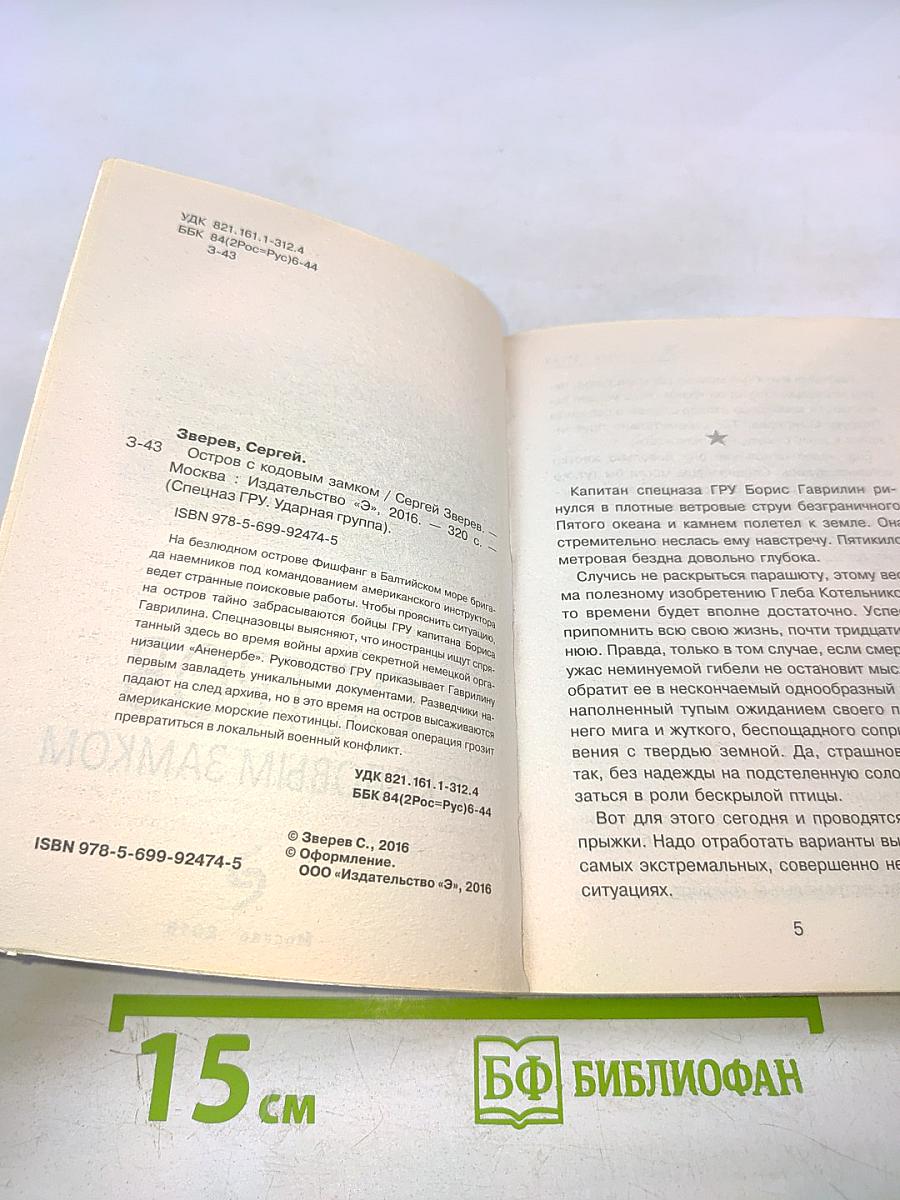 УДК 821.161.1-312.4
ББК 84(2Рос=Рус)6-44
З-43
Зверев, Сергей.
З-43 Остров с кодовым замком / Сергей Зверев. —
Москва : Издательство «Э», 2016. — 320 с. —
(Спецназ ГРУ. Ударная группа).
ISBN 978-5-699-92474-5
На безлюдном острове Фишфанг в Балтийском море брига-
да наемников под командованием американского инструктора
ведет странные поисковые работы. Чтобы прояснить ситуацию,
на остров тайно забрасываются бойцы ГРУ капитана Бориса
Гаврилина. Спецназовцы выясняют, что иностранцы ищут спря-
танный здесь во время войны архив секретной немецкой орга-
низации «Аненербе». Руководство ГРУ приказывает Гаврилину
первым завладеть уникальными документами. Разведчики на-
падают на след архива, но в это время на остров высаживаются
американские морские пехотинцы. Поисковая операция грозит
превратиться в локальный военный конфликт.
УДК 821.161.1-312.4
ББК 84(2Рос=Рус)6-44
© Зверев С., 2016
© Оформление.
ООО «Издательство «Э», 2016
ISBN 978-5-699-92474-5
Капитан спецназа ГРУ Борис Гаврилин ри-
нулся в плотные ветровые струи безграничного
Пятого океана и камнем полетел к земле. Она
стремительно неслась ему навстречу. Пятикило
метровая бездна довольно глубока.
Случись не раскрыться парашюту, этому вес
ма полезному изобретению Глеба Котельнико
то времени будет вполне достаточно. Успе
припомнить всю свою жизнь, почти тридцати
нюю. Правда, только в том случае, если смер
ужас неминуемой гибели не остановит мыс
обратит ее в нескончаемый однообразный
наполненный тупым ожиданием своего п
него мига и жуткого, беспощадного сопри
вения с твердью земной. Да, страшнов
так, без надежды на подстеленную соло
заться в роли бескрылой птицы.
Вот для этого сегодня и проводятся
прыжки. Надо отработать варианты вы
самых экстремальных, совершенно не
ситуациях.
5
15 см
БФ БИБЛИОФАН